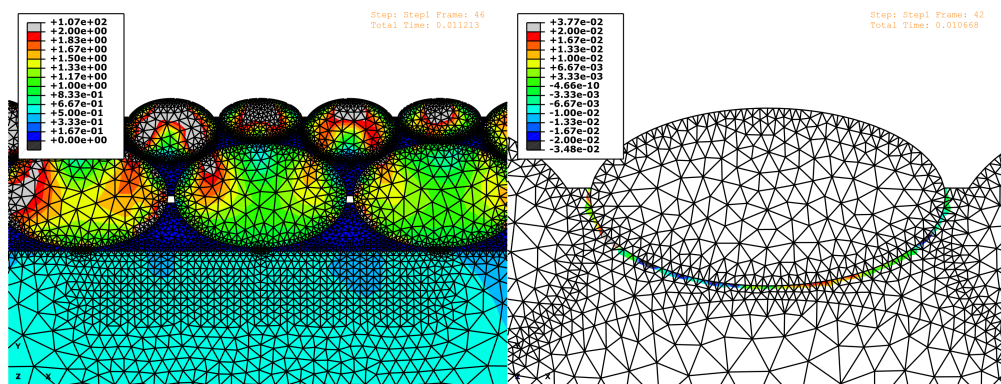 Step: Step1 Frame: 46
Total Time: 0.011213
+1.07e+02
+2.00e+00
+1.83e+00
+1.67e+00
+1.50e+00
+1.33e+00
+1.17e+00
+1.00e+00
+8.33e-01
+6.67e-01
+5.00e-01
+3.33e-01
+1.67e-01
+0.00e+00
Y
Z X
Step: Step1 Frame: 42
Total Time: 0.010668
+3.77e-02
+2.00e-02
+1.67e-02
+1.33e-02
+1.00e-02
+6.67e-03
+3.33e-03
-4.66e-10
-3.33e-03
-6.67e-03
-1.00e-02
-1.33e-02
-1.67e-02
-2.00e-02
-3.48e-02